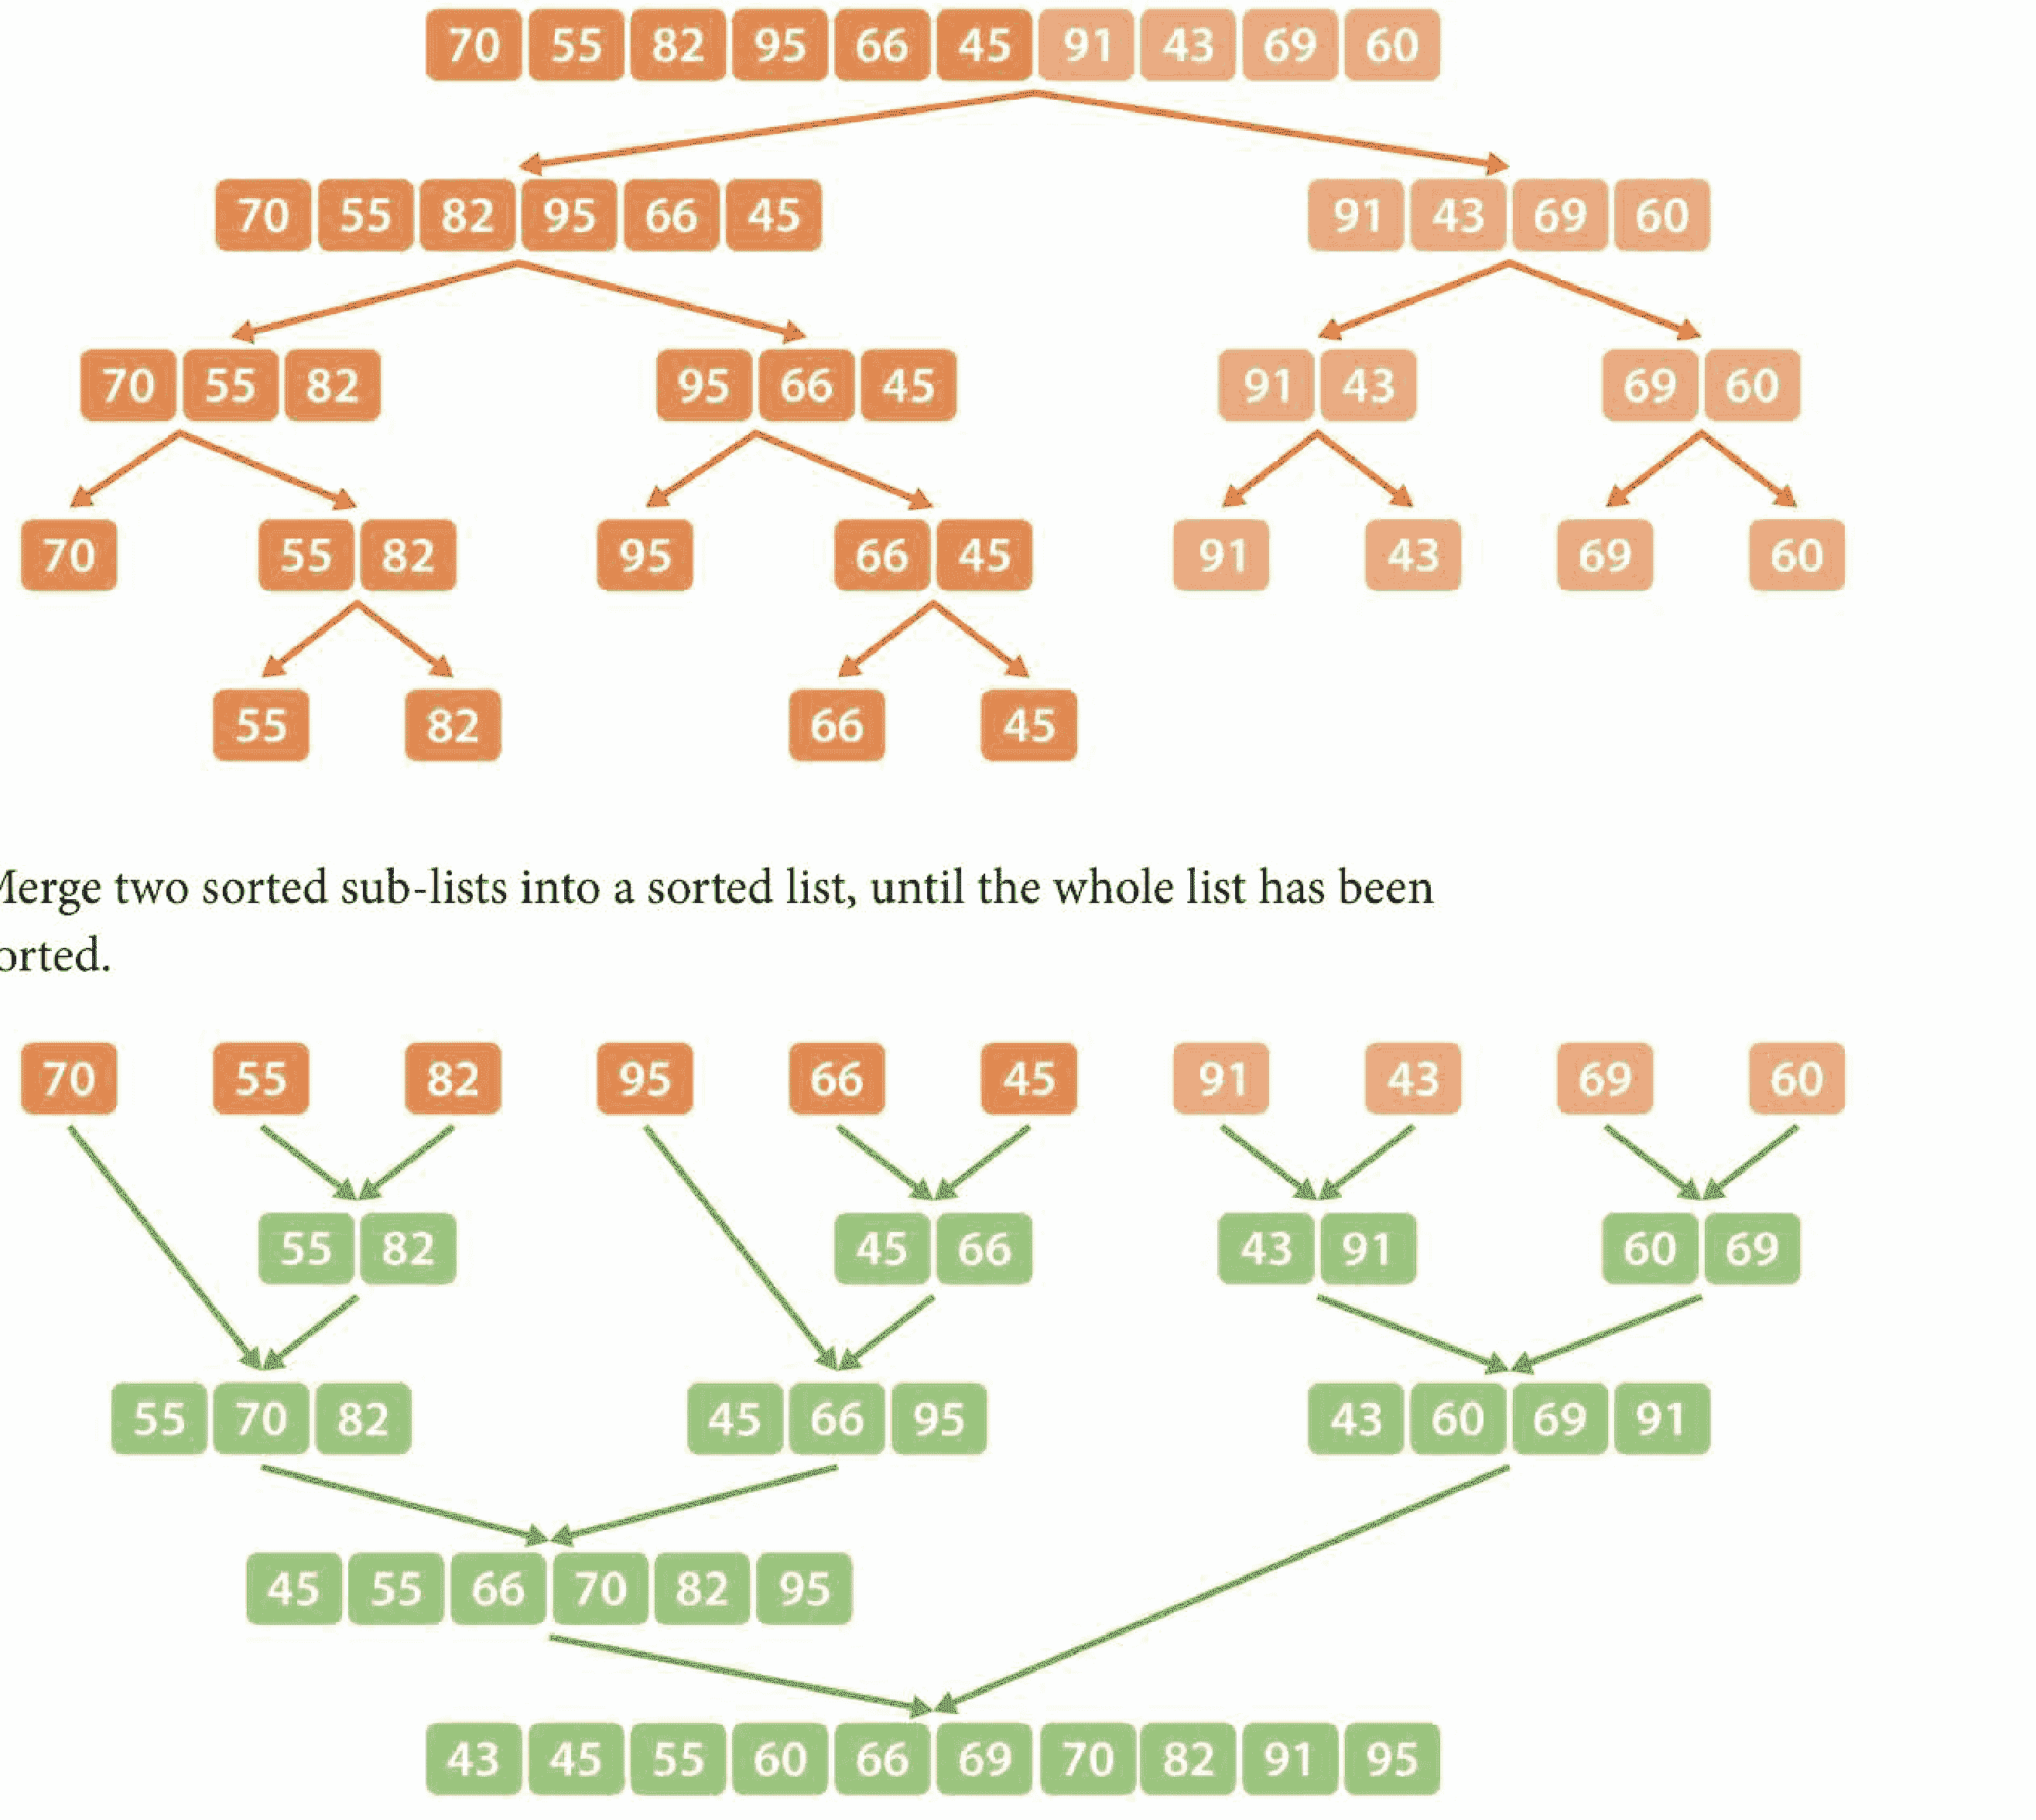 70 55 82 95 66 45 91 43 69 60
70 55 82 95 66 45 91 43 69 60
70 55 82 95 66 45 91 43 69 60
70 55 82 95 66 45 91 43 69 60
55 82 66 45
Merge two sorted sub-lists into a sorted list, until the whole list has been
orted.
70 55 82 95 66 45 91 43 69 60
55 82 45 66 43 91 60 69
55 70 82 45 66 95 43 60 69 91
45 55 66 70 82 95
43 45 55 60 66 69 70 82 91 95